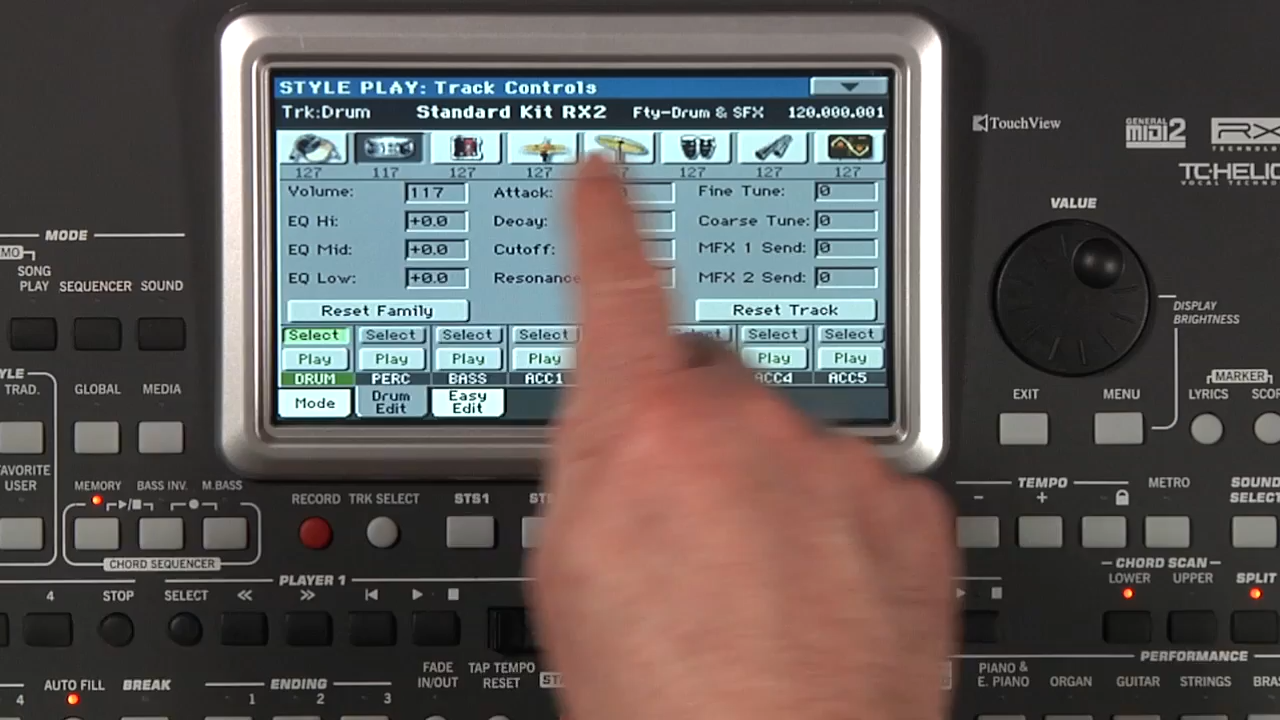 STYLE PLAY: Track Controls
Trk:Drum Standard Kit RX2 Fty-Drum & SFX 120.000.001
127 117 127 127 127 127 127
Volume: 117 Attack: Fine Tune: 0
EQ Hi: +0.0 Decay: Coarse Tune: 0
EQ Mid: +0.0 Cutoff: MFX 1 Send: 0
EQ Low: +0.0 Resonance MFX 2 Send: 0
Reset Family Reset Track
Select Select Select Select Select Select
Play Play Play Play Play Play
DRUM PERC BASS ACC1 ACC4 ACC5
Mode Drum Edit Easy Edit
TouchView
GENERAL MIDI2
RX
TC-HELIC
VALUE
DISPLAY
BRIGHTNESS
EXIT MENU
MARKER
LYRICS
MODE
SONG PLAY SEQUENCER SOUND
TRAD. GLOBAL MEDIA
USER
MEMORY BASS INV. M.BASS
CHORD SEQUENCER
RECORD TRK SELECT STS1
- TEMPO + METRO SOUND
SELECT
CHORD SCAN
LOWER UPPER SPLIT
PLAYER 1
4 STOP SELECT
FADE IN/OUT TAP TEMPO RESET
4 AUTO FILL BREAK ENDING
1 2 3
PERFORMANCE
PIANO & E. PIANO ORGAN GUITAR STRINGS